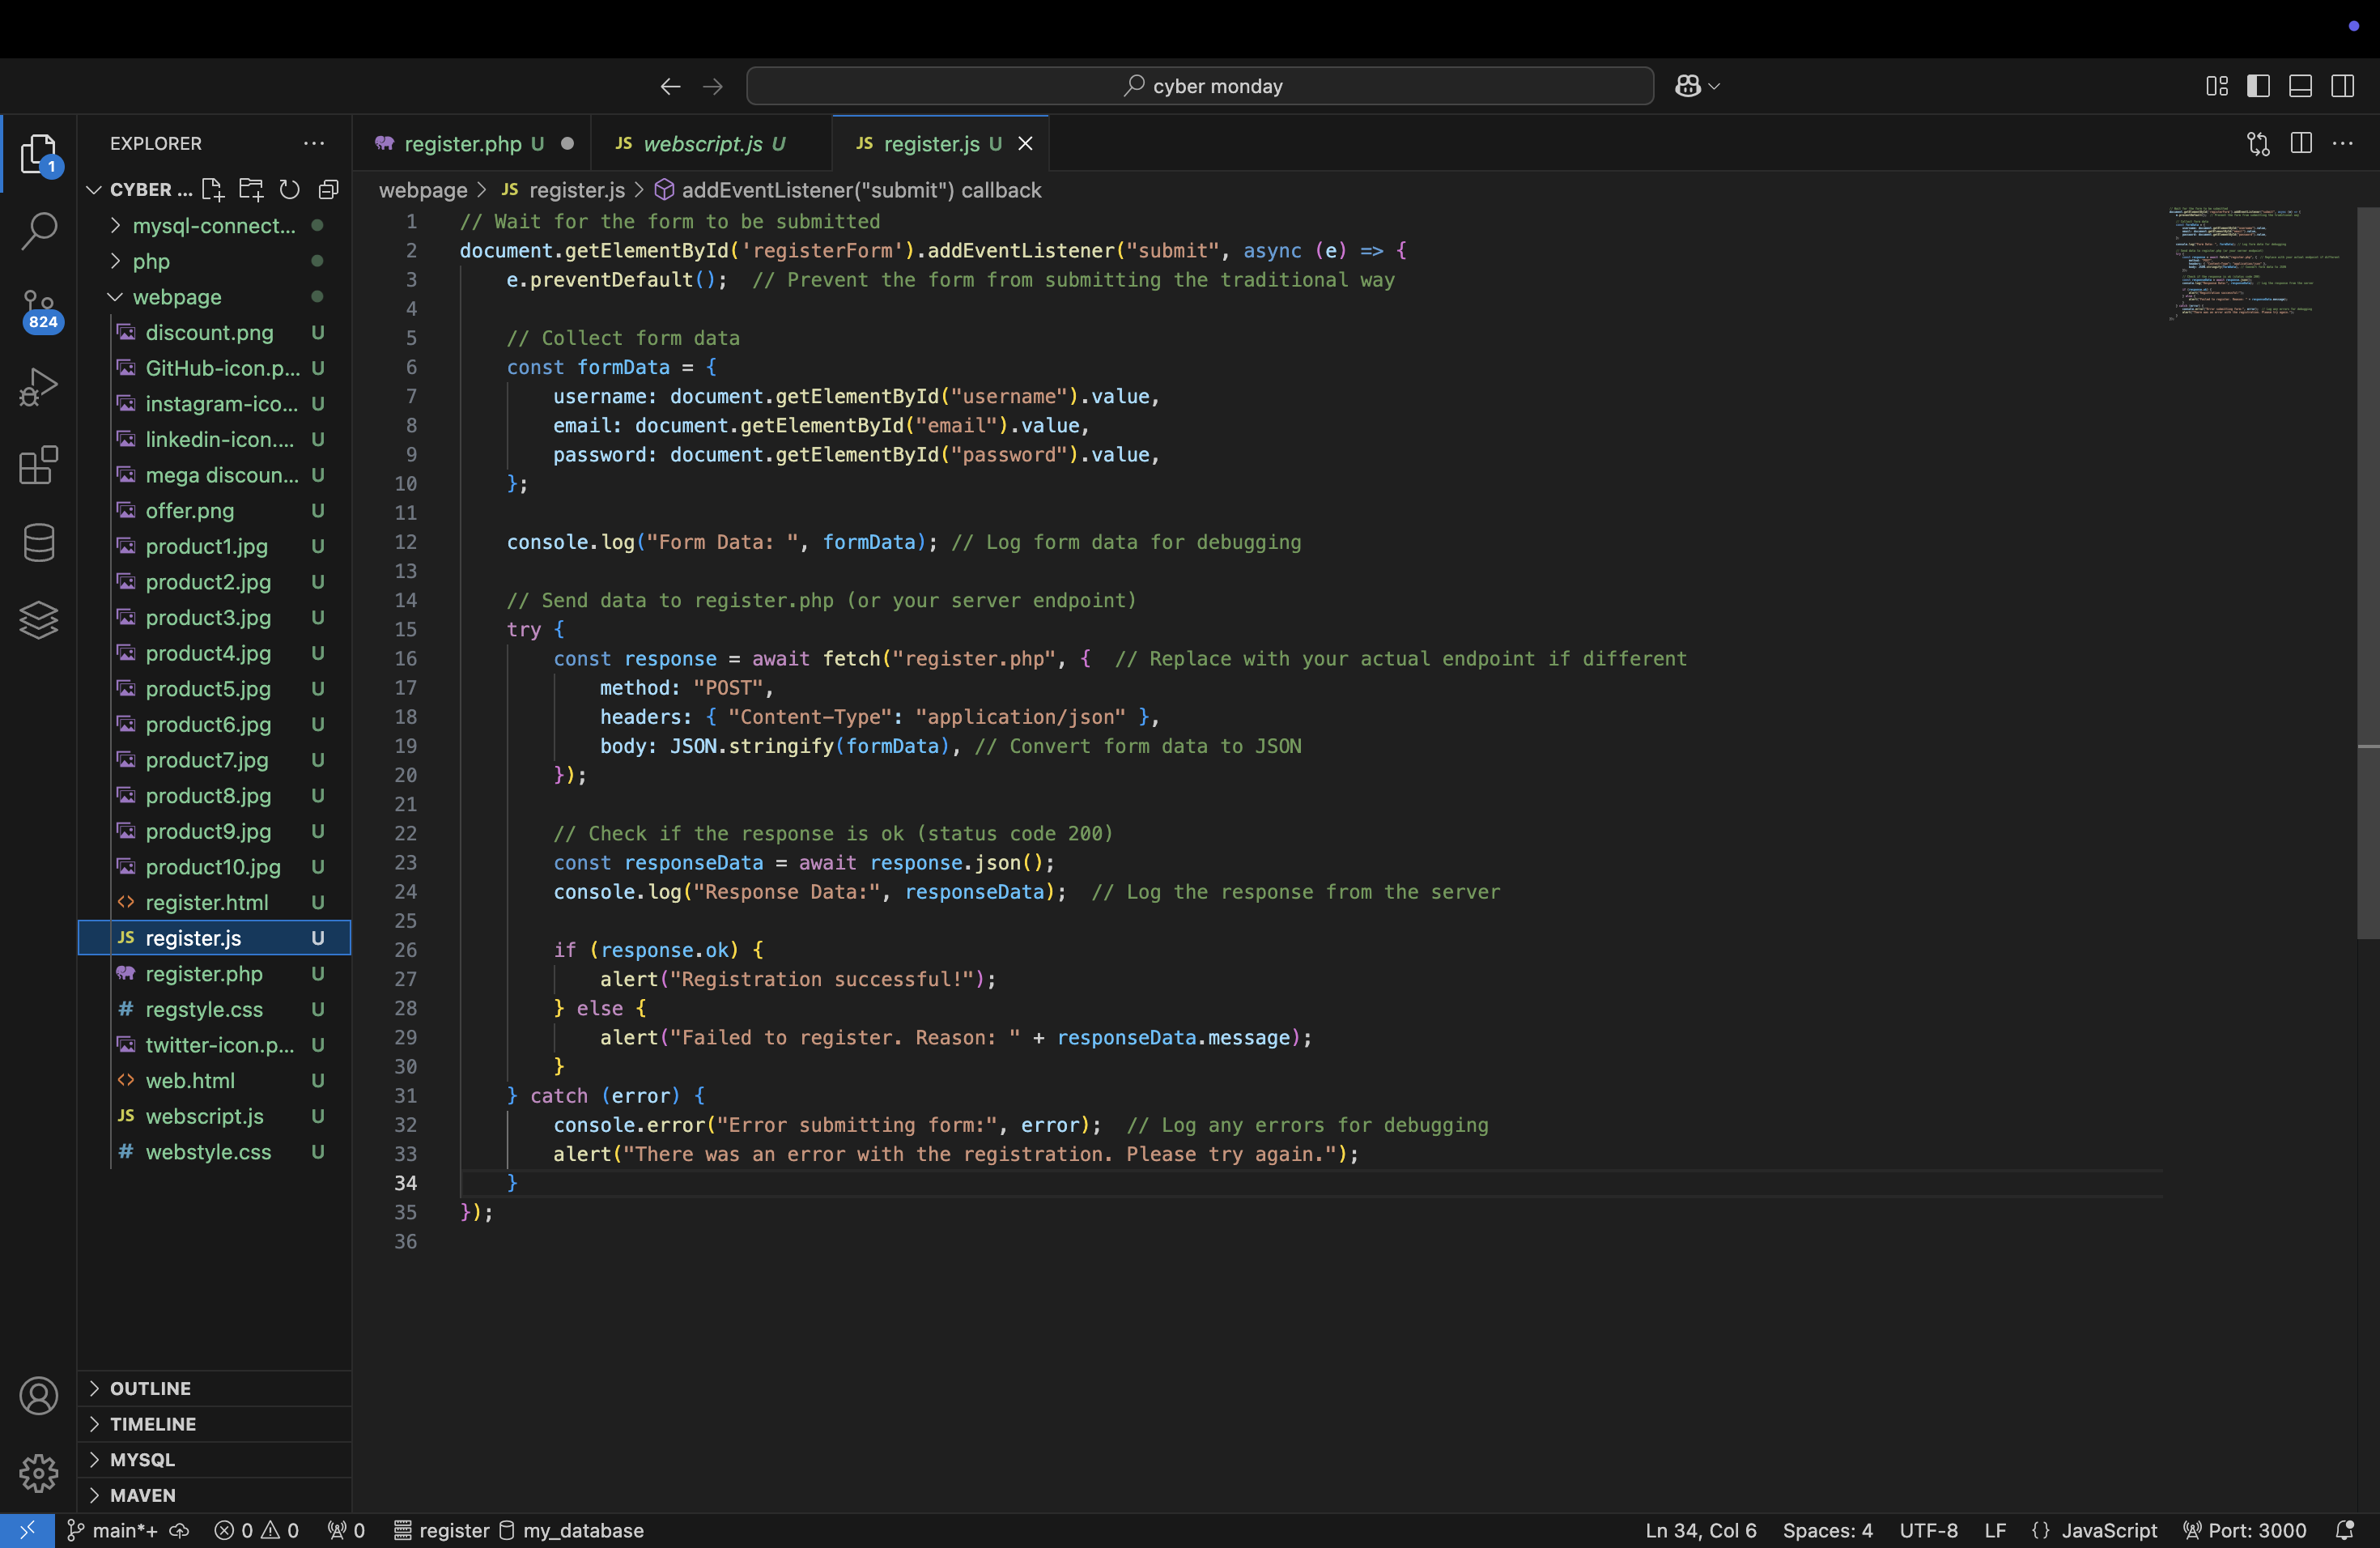 cyber monday
EXPLORER
register.php U
webscript.js U
register.js U
CYBER ...
webpage > JS register.js > addEventListener("submit") callback
1
824
mysql-connect...
php
webpage
discount.png U
GitHub-icon.p... U
instagram-ico... U
linkedin-icon.... U
mega discoun... U
offer.png U
product1.jpg U
product2.jpg U
product3.jpg U
product4.jpg U
product5.jpg U
product6.jpg U
product7.jpg U
product8.jpg U
product9.jpg U
product10.jpg U
register.html U
JS register.js U
register.php U
# regstyle.css U
twitter-icon.p... U
web.html U
JS webscript.js U
# webstyle.css U
OUTLINE
TIMELINE
MYSQL
MAVEN
1 // Wait for the form to be submitted
2 document.getElementById('registerForm').addEventListener("submit", async (e) => {
3 e.preventDefault();  // Prevent the form from submitting the traditional way
4
5 // Collect form data
6 const formData = {
7 username: document.getElementById("username").value,
8 email: document.getElementById("email").value,
9 password: document.getElementById("password").value,
10 };
11
12 console.log("Form Data: ", formData); // Log form data for debugging
13
14 // Send data to register.php (or your server endpoint)
15 try {
16 const response = await fetch("register.php", {  // Replace with your actual endpoint if different
17 method: "POST",
18 headers: { "Content-Type": "application/json" },
19 body: JSON.stringify(formData), // Convert form data to JSON
20 });
21
22 // Check if the response is ok (status code 200)
23 const responseData = await response.json();
24 console.log("Response Data:", responseData);  // Log the response from the server
25
26 if (response.ok) {
27 alert("Registration successful!");
28 } else {
29 alert("Failed to register. Reason: " + responseData.message);
30 }
31 } catch (error) {
32 console.error("Error submitting form:", error);  // Log any errors for debugging
33 alert("There was an error with the registration. Please try again.");
34 }
35 });
36
main*+ 0 0 0 register my_database Ln 34, Col 6 Spaces: 4 UTF-8 LF {} JavaScript Port: 3000